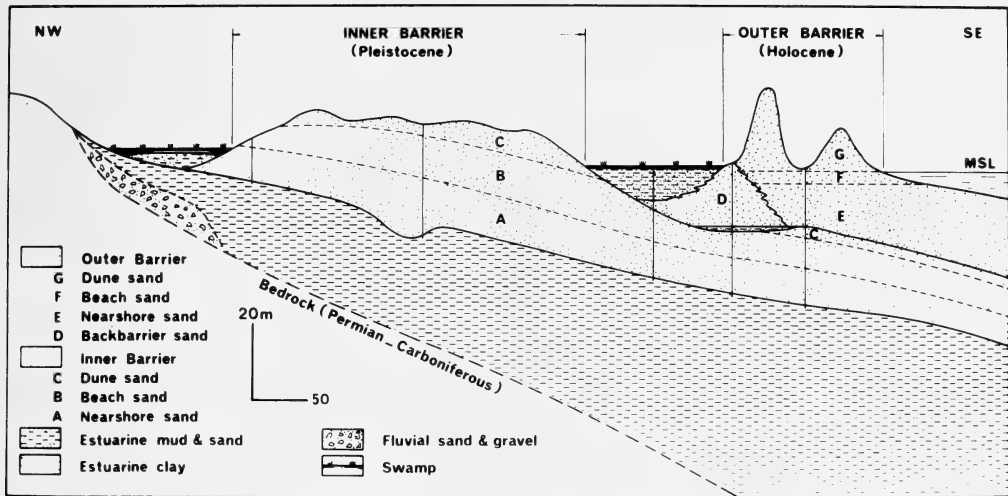 NW
INNER BARRIER
(Pleistocene)
OUTER BARRIER
(Holocene)
SE
MSL
C
B
A
D
G
F
E
C
Bedrock (Permian - Carboniferous)
20m
50
Outer Barrier
G Dune sand
F Beach sand
E Nearshore sand
D Backbarrier sand
Inner Barrier
C Dune sand
B Beach sand
A Nearshore sand
Estuarine mud & sand
Estuarine clay
Fluvial sand & gravel
Swamp